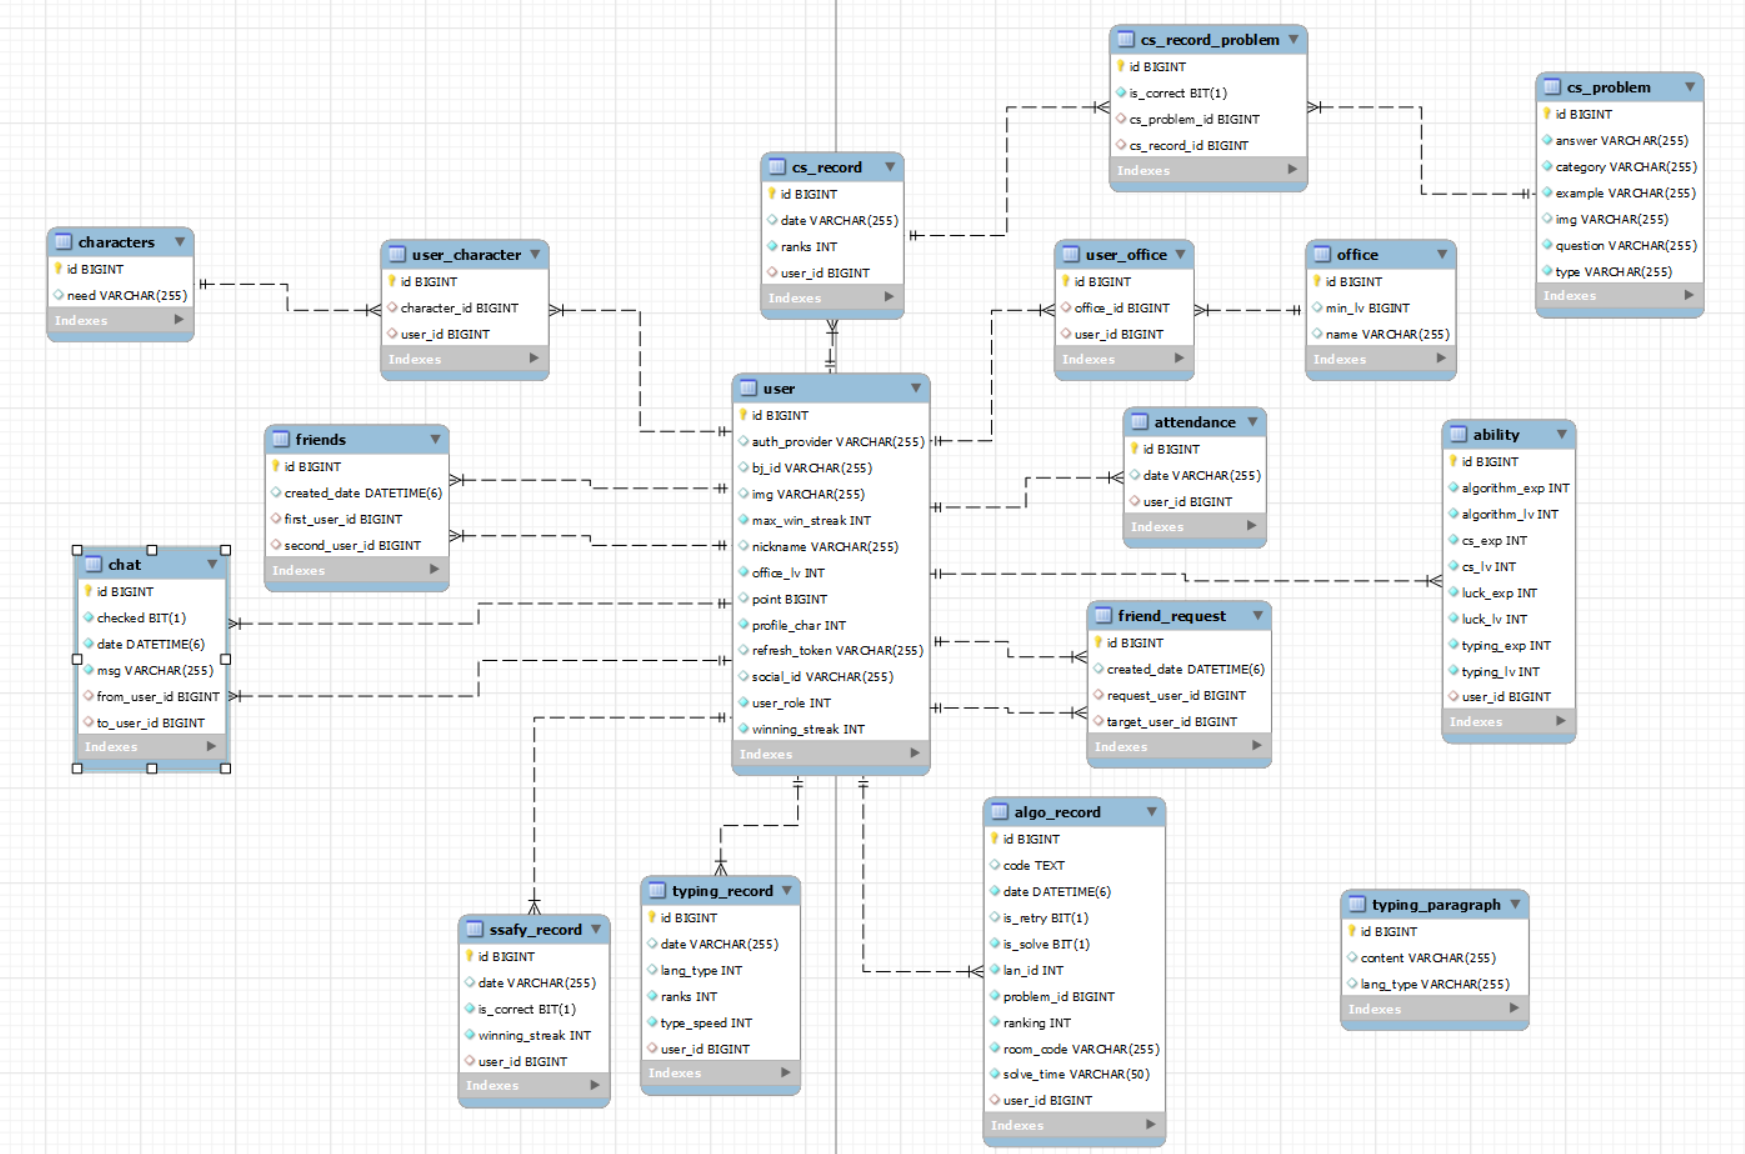 cs_record_problem
id BIGINT
is_correct BIT(1)
cs_problem_id BIGINT
cs_record_id BIGINT
Indexes
cs_problem
id BIGINT
answer VARCHAR(255)
category VARCHAR(255)
example VARCHAR(255)
img VARCHAR(255)
question VARCHAR(255)
type VARCHAR(255)
Indexes
cs_record
id BIGINT
date VARCHAR(255)
ranks INT
user_id BIGINT
Indexes
characters
id BIGINT
need VARCHAR(255)
Indexes
user_character
id BIGINT
character_id BIGINT
user_id BIGINT
Indexes
user_office
id BIGINT
office_id BIGINT
user_id BIGINT
Indexes
office
id BIGINT
min_lv BIGINT
name VARCHAR(255)
Indexes
user
id BIGINT
auth_provider VARCHAR(255)
bj_id VARCHAR(255)
img VARCHAR(255)
max_win_streak INT
nickname VARCHAR(255)
office_lv INT
point BIGINT
profile_char INT
refresh_token VARCHAR(255)
social_id VARCHAR(255)
user_role INT
winning_streak INT
Indexes
friends
id BIGINT
created_date DATETIME(6)
first_user_id BIGINT
second_user_id BIGINT
Indexes
attendance
id BIGINT
date VARCHAR(255)
user_id BIGINT
Indexes
ability
id BIGINT
algorithm_exp INT
algorithm_lv INT
cs_exp INT
cs_lv INT
luck_exp INT
luck_lv INT
typing_exp INT
typing_lv INT
user_id BIGINT
Indexes
chat
id BIGINT
checked BIT(1)
date DATETIME(6)
msg VARCHAR(255)
from_user_id BIGINT
to_user_id BIGINT
Indexes
friend_request
id BIGINT
created_date DATETIME(6)
request_user_id BIGINT
target_user_id BIGINT
Indexes
algo_record
id BIGINT
code TEXT
date DATETIME(6)
is_retry BIT(1)
is_solve BIT(1)
lan_id INT
problem_id BIGINT
ranking INT
room_code VARCHAR(255)
solve_time VARCHAR(50)
user_id BIGINT
Indexes
typing_record
id BIGINT
date VARCHAR(255)
lang_type INT
ranks INT
type_speed INT
user_id BIGINT
Indexes
typing_paragraph
id BIGINT
content VARCHAR(255)
lang_type VARCHAR(255)
Indexes
ssafy_record
id BIGINT
date VARCHAR(255)
is_correct BIT(1)
winning_streak INT
user_id BIGINT
Indexes